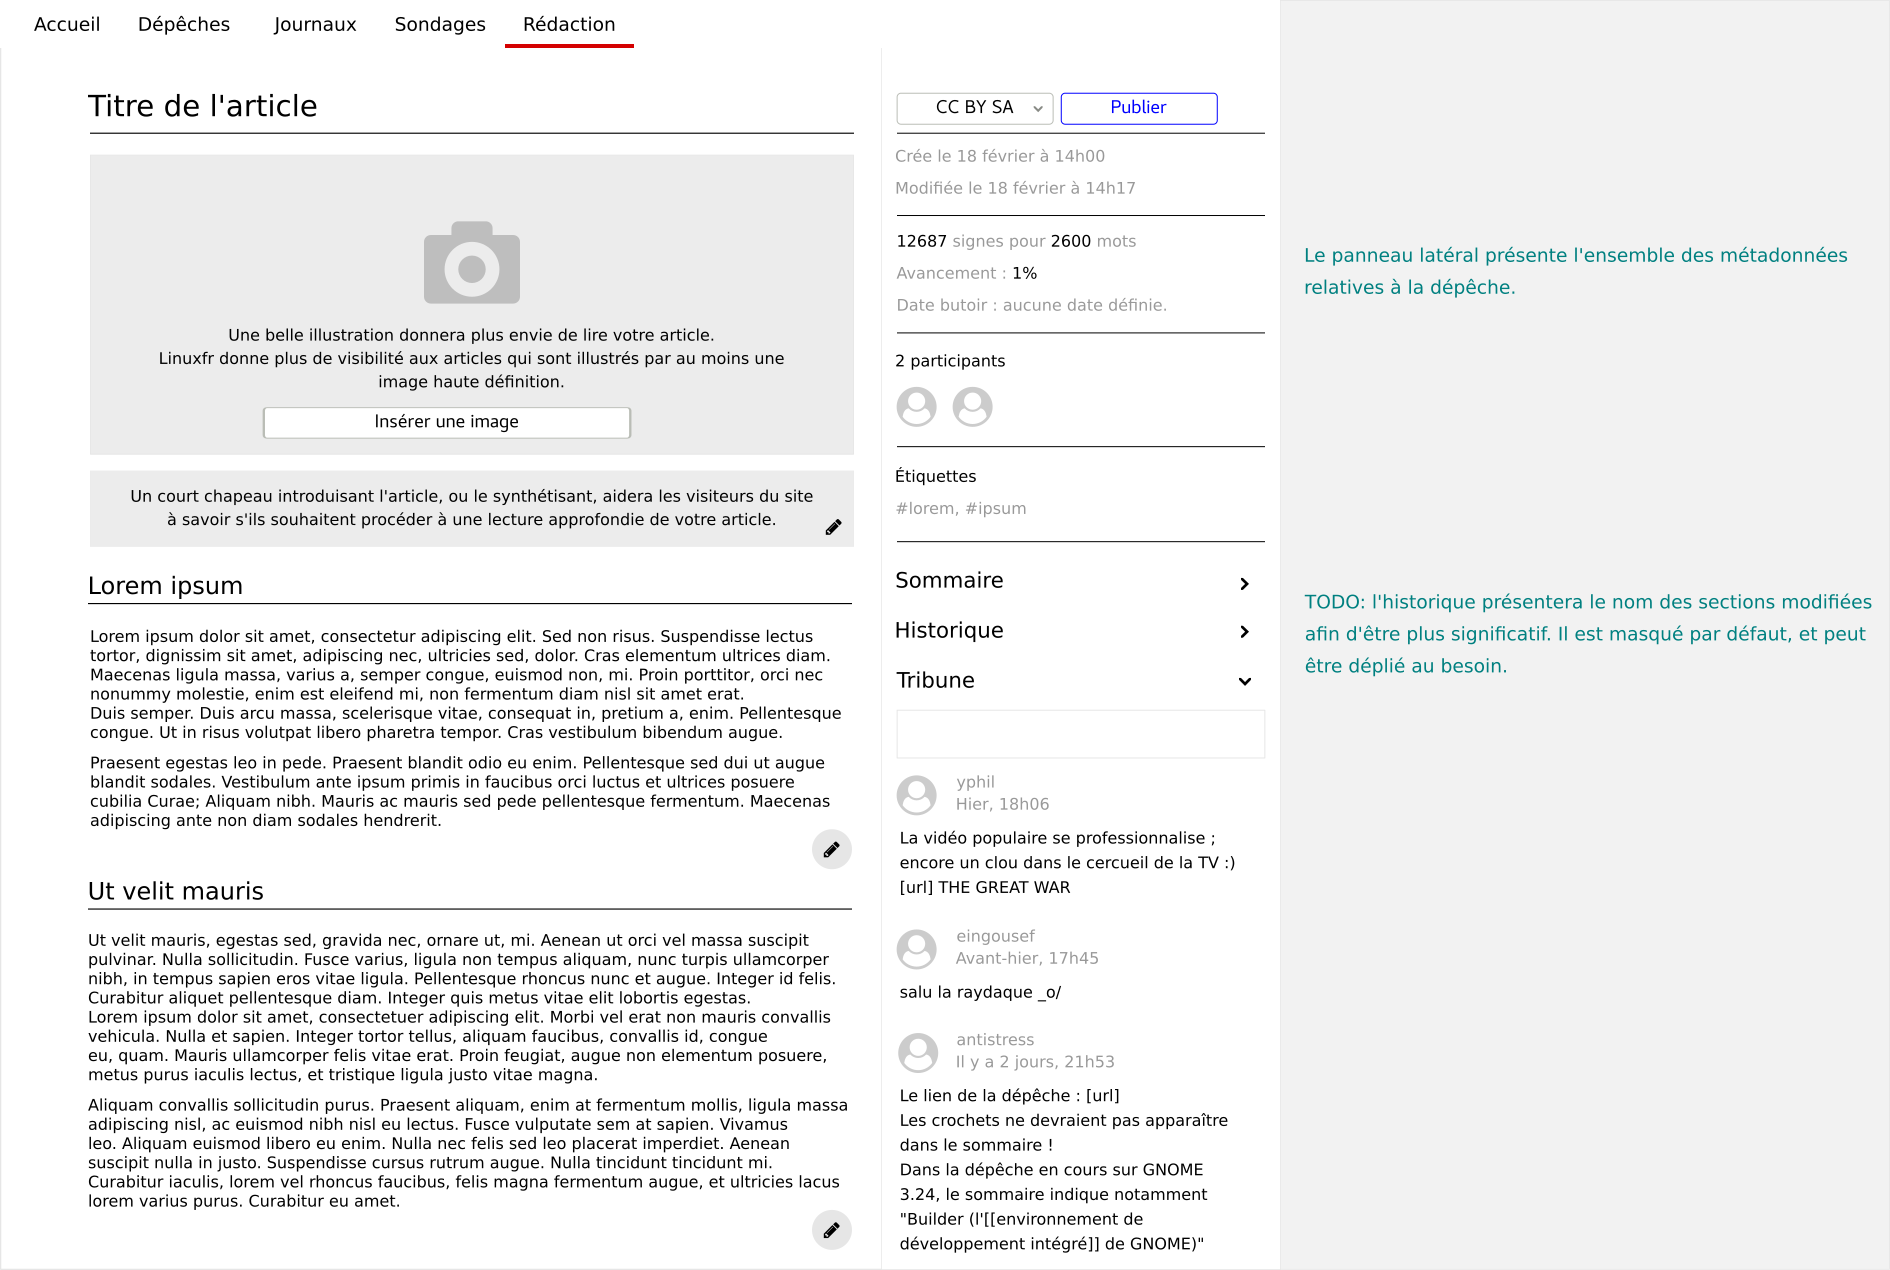 Accueil Dépêches Journaux Sondages Rédaction
Titre de l'article
Une belle illustration donnera plus envie de lire votre article.
Linuxfr donne plus de visibilité aux articles qui sont illustrés par au moins une
image haute définition.
Insérer une image
Un court chapeau introduisant l'article, ou le synthétisant, aidera les visiteurs du site
à savoir s'ils souhaitent procéder à une lecture approfondie de votre article.
Lorem ipsum
Lorem ipsum dolor sit amet, consectetur adipiscing elit. Sed non risus. Suspendisse lectus
tortor, dignissim sit amet, adipiscing nec, ultricies sed, dolor. Cras elementum ultrices diam.
Maecenas ligula massa, varius a, semper congue, euismod non, mi. Proin porttitor, orci nec
nonummy molestie, enim est eleifend mi, non fermentum diam nisl sit amet erat.
Duis semper. Duis arcu massa, scelerisque vitae, consequat in, pretium a, enim. Pellentesque
congue. Ut in risus volutpat libero pharetra tempor. Cras vestibulum bibendum augue.
Praesent egestas leo in pede. Praesent blandit odio eu enim. Pellentesque sed dui ut augue
blandit sodales. Vestibulum ante ipsum primis in faucibus orci luctus et ultrices posuere
cubilia Curae; Aliquam nibh. Mauris ac mauris sed pede pellentesque fermentum. Maecenas
adipiscing ante non diam sodales hendrerit.
Ut velit mauris
Ut velit mauris, egestas sed, gravida nec, ornare ut, mi. Aenean ut orci vel massa suscipit
pulvinar. Nulla sollicitudin. Fusce varius, ligula non tempus aliquam, nunc turpis ullamcorper
nibh, in tempus sapien eros vitae ligula. Pellentesque rhoncus nunc et augue. Integer id felis.
Curabitur aliquet pellentesque diam. Integer quis metus vitae elit lobortis egestas.
Lorem ipsum dolor sit amet, consectetuer adipiscing elit. Morbi vel erat non mauris convallis
vehicula. Nulla et sapien. Integer tortor tellus, aliquam faucibus, convallis id, congue
eu, quam. Mauris ullamcorper felis vitae erat. Proin feugiat, augue non elementum posuere,
metus purus iaculis lectus, et tristique ligula justo vitae magna.
Aliquam convallis sollicitudin purus. Praesent aliquam, enim at fermentum mollis, ligula massa
adipiscing nisl, ac euismod nibh nisl eu lectus. Fusce vulputate sem at sapien. Vivamus
leo. Aliquam euismod libero eu enim. Nulla nec felis sed leo placerat imperdiet. Aenean
suscipit nulla in justo. Suspendisse cursus rutrum augue. Nulla tincidunt tincidunt mi.
Curabitur iaculis, lorem vel rhoncus faucibus, felis magna fermentum augue, et ultricies lacus
lorem varius purus. Curabitur eu amet.
CC BY SA Publier
Crée le 18 février à 14h00
Modifiée le 18 février à 14h17
12687 signes pour 2600 mots
Avancement : 1%
Date butoir : aucune date définie.
2 participants
Étiquettes
#lorem, #ipsum
Sommaire
Historique
Tribune
yphil
Hier, 18h06
La vidéo populaire se professionnalise ;
encore un clou dans le cercueil de la TV :)
[url] THE GREAT WAR
eingousef
Avant-hier, 17h45
salu la raydaque _o/
antistress
Il y a 2 jours, 21h53
Le lien de la dépêche : [url]
Les crochets ne devraient pas apparaître
dans le sommaire !
Dans la dépêche en cours sur GNOME
3.24, le sommaire indique notamment
"Builder (l'[[environnement de
développement intégré]] de GNOME)"
Le panneau latéral présente l'ensemble des métadonnées
relatives à la dépêche.
TODO: l'historique présentera le nom des sections modifiées
afin d'être plus significatif. Il est masqué par défaut, et peut
être déplié au besoin.